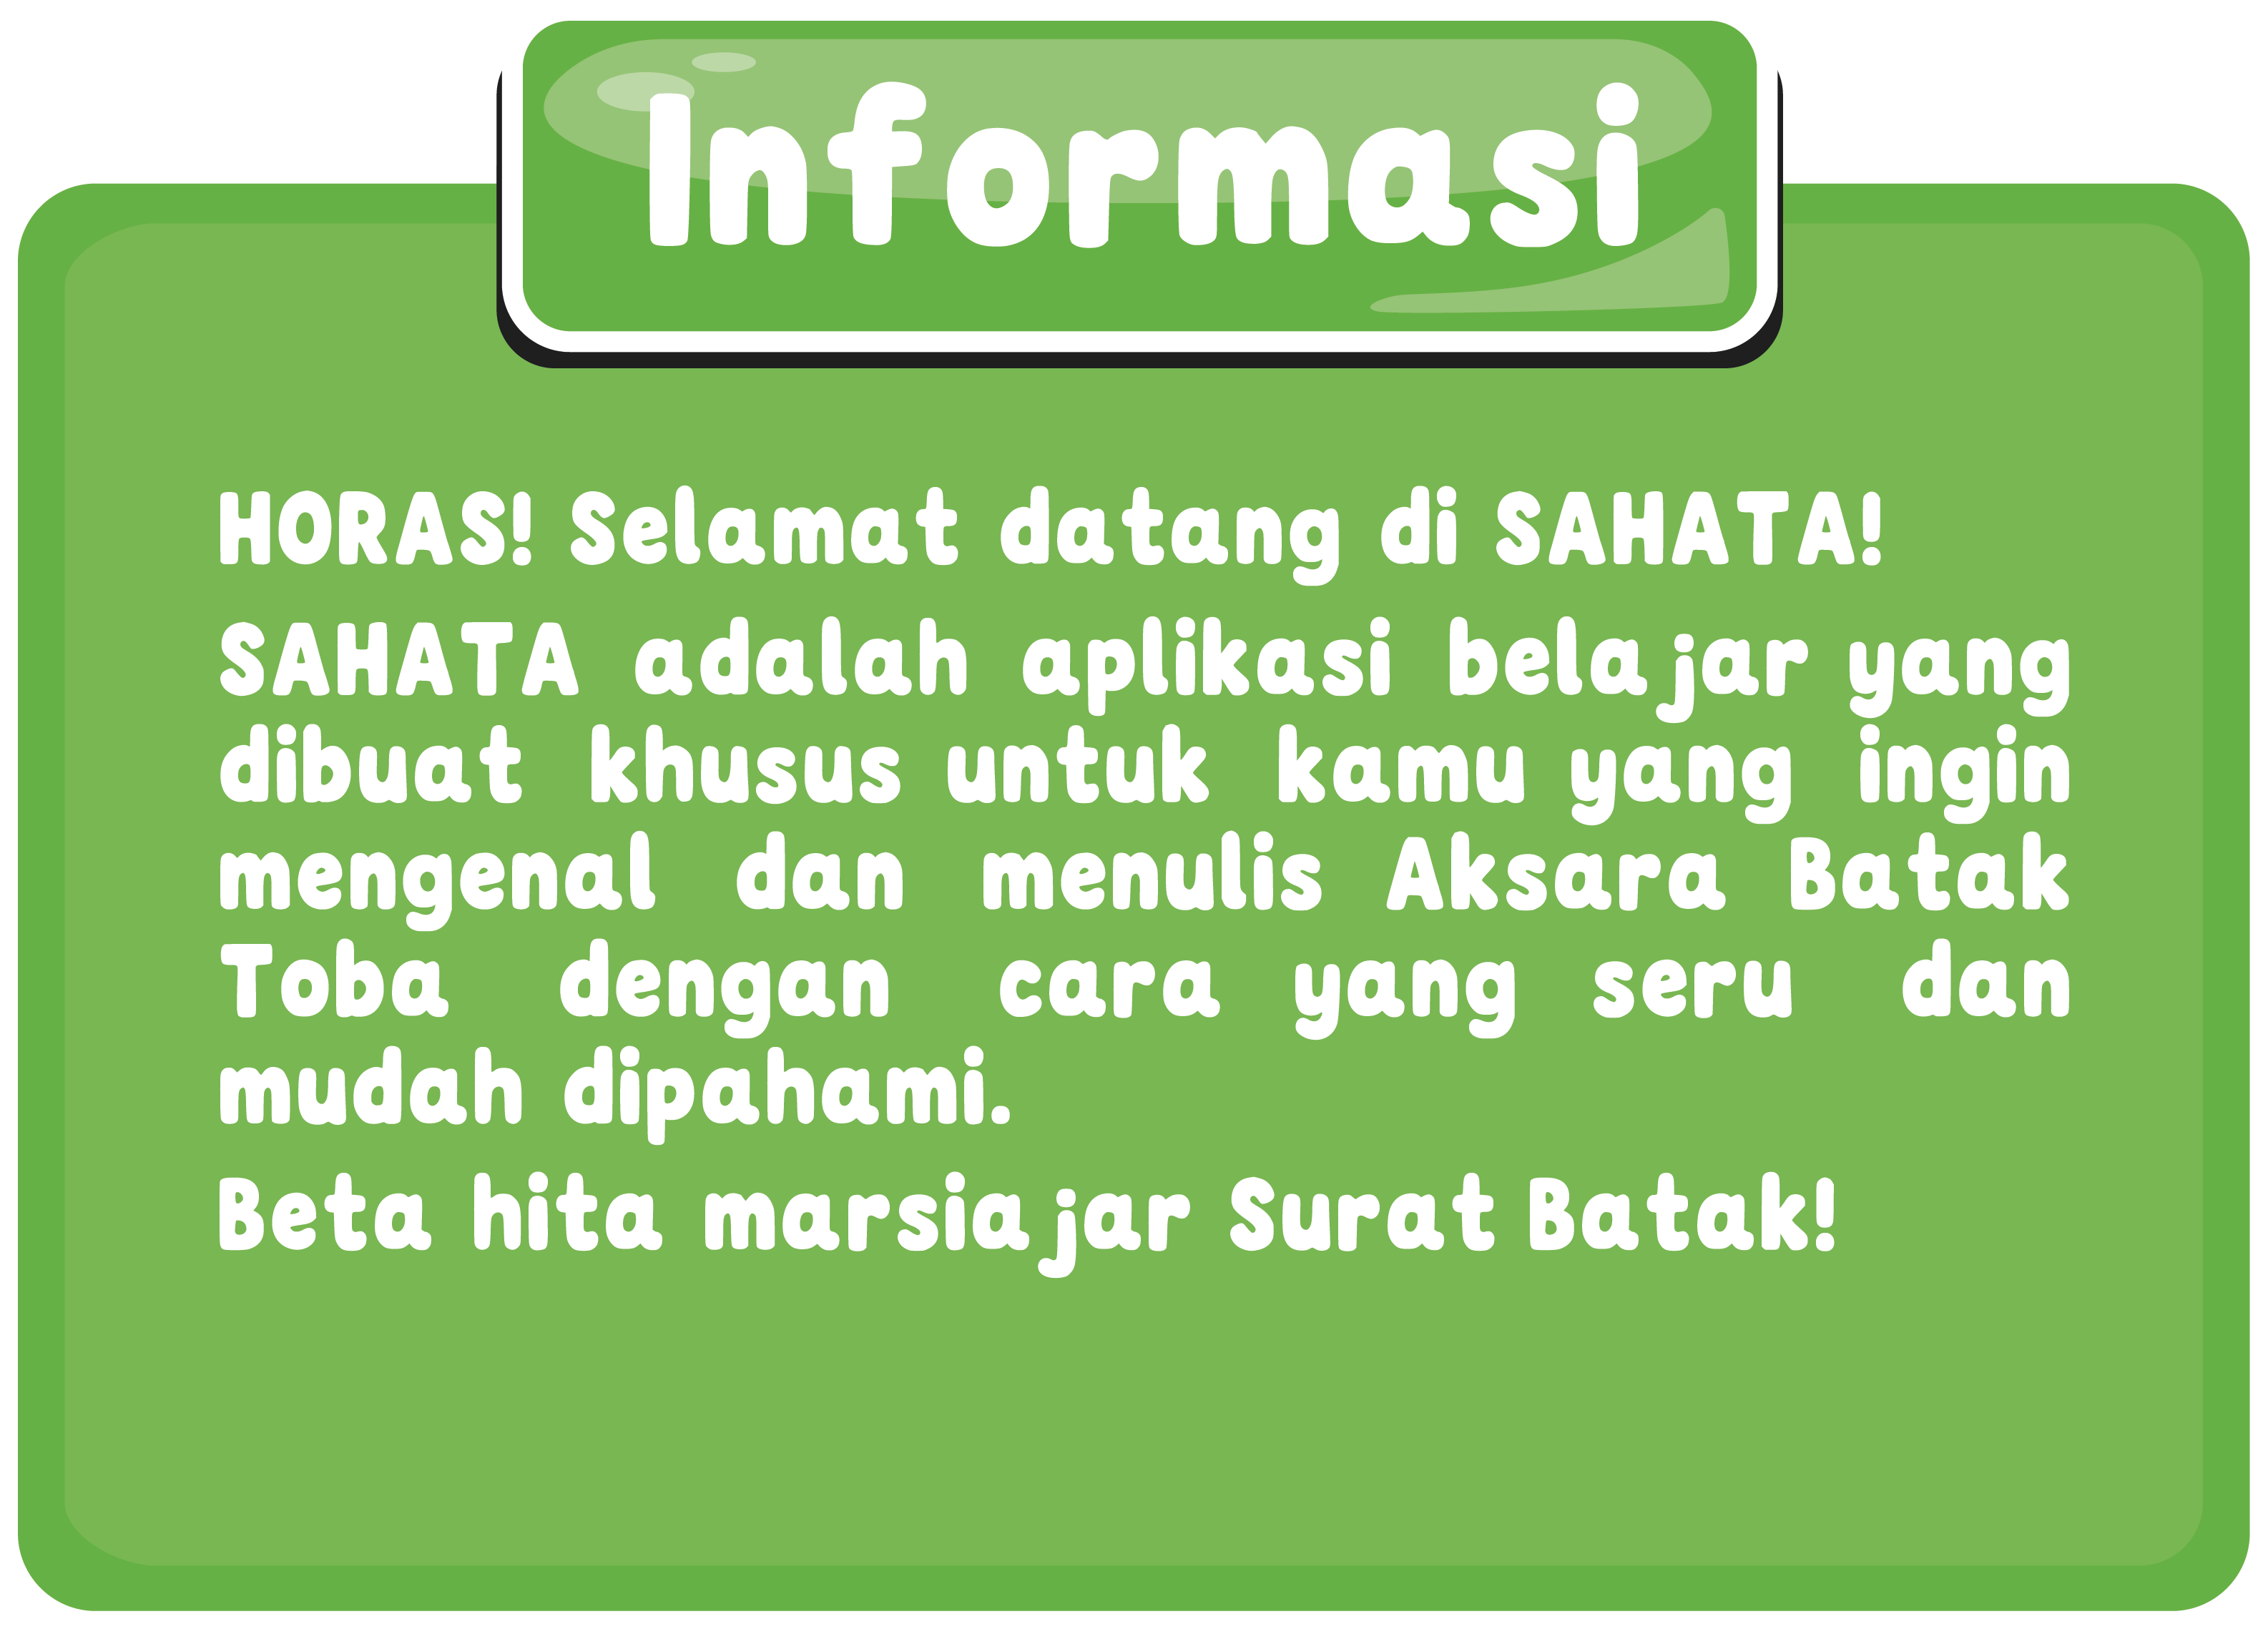 Informasi
HORAS! Selamat datang di SAHATA!
SAHATA adalah aplikasi belajar yang
dibuat khusus untuk kamu yang ingin
mengenal dan menulis Aksara Batak
Toba dengan cara yang seru dan
mudah dipahami.
Beta hita marsiajar Surat Batak!